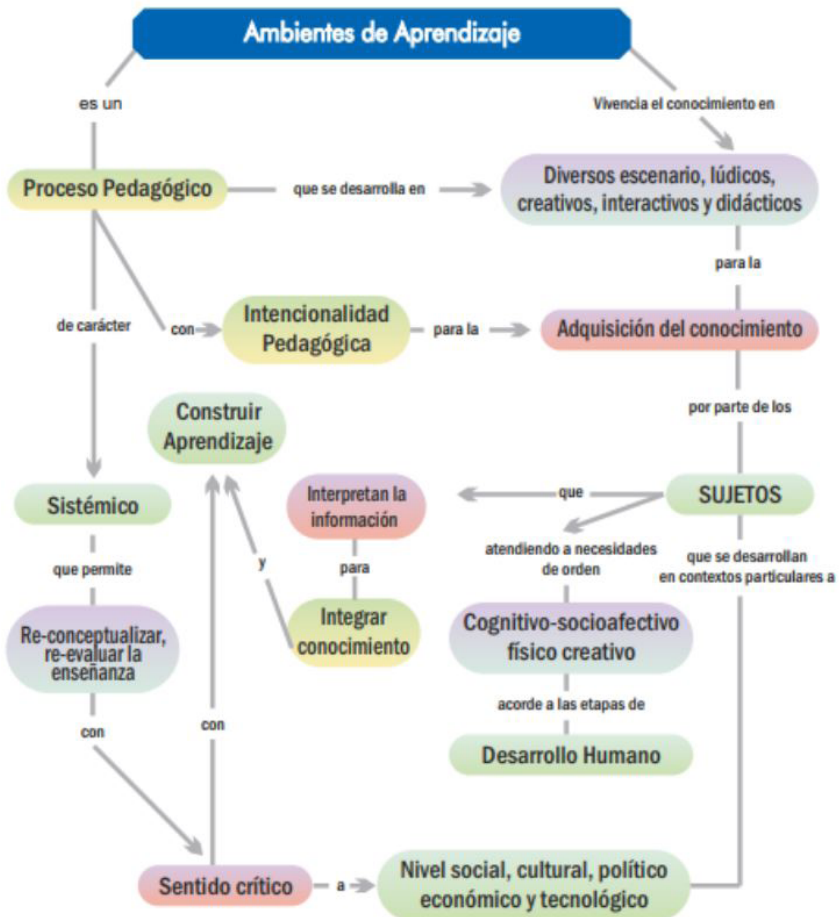 Ambientes de Aprendizaje
es un
Vivencia el conocimiento en
Proceso Pedagógico
que se desarrolla en
Diversos escenario, lúdicos,
creativos, interactivos y didácticos
para la
de carácter
con
Intencionalidad
Pedagógica
para la
Adquisición del conocimiento
por parte de los
Construir
Aprendizaje
Sistémico
Interpretan la
información
que
SUJETOS
que permite
y
para
atendiendo a necesidades
de orden
que se desarrollan
en contextos particulares a
Re-conceptualizar,
re-evaluar la
enseñanza
Integrar
conocimiento
Cognitivo-socioafectivo
físico creativo
con
con
acorde a las etapas de
Desarrollo Humano
Sentido crítico
a
Nivel social, cultural, político
económico y tecnológico